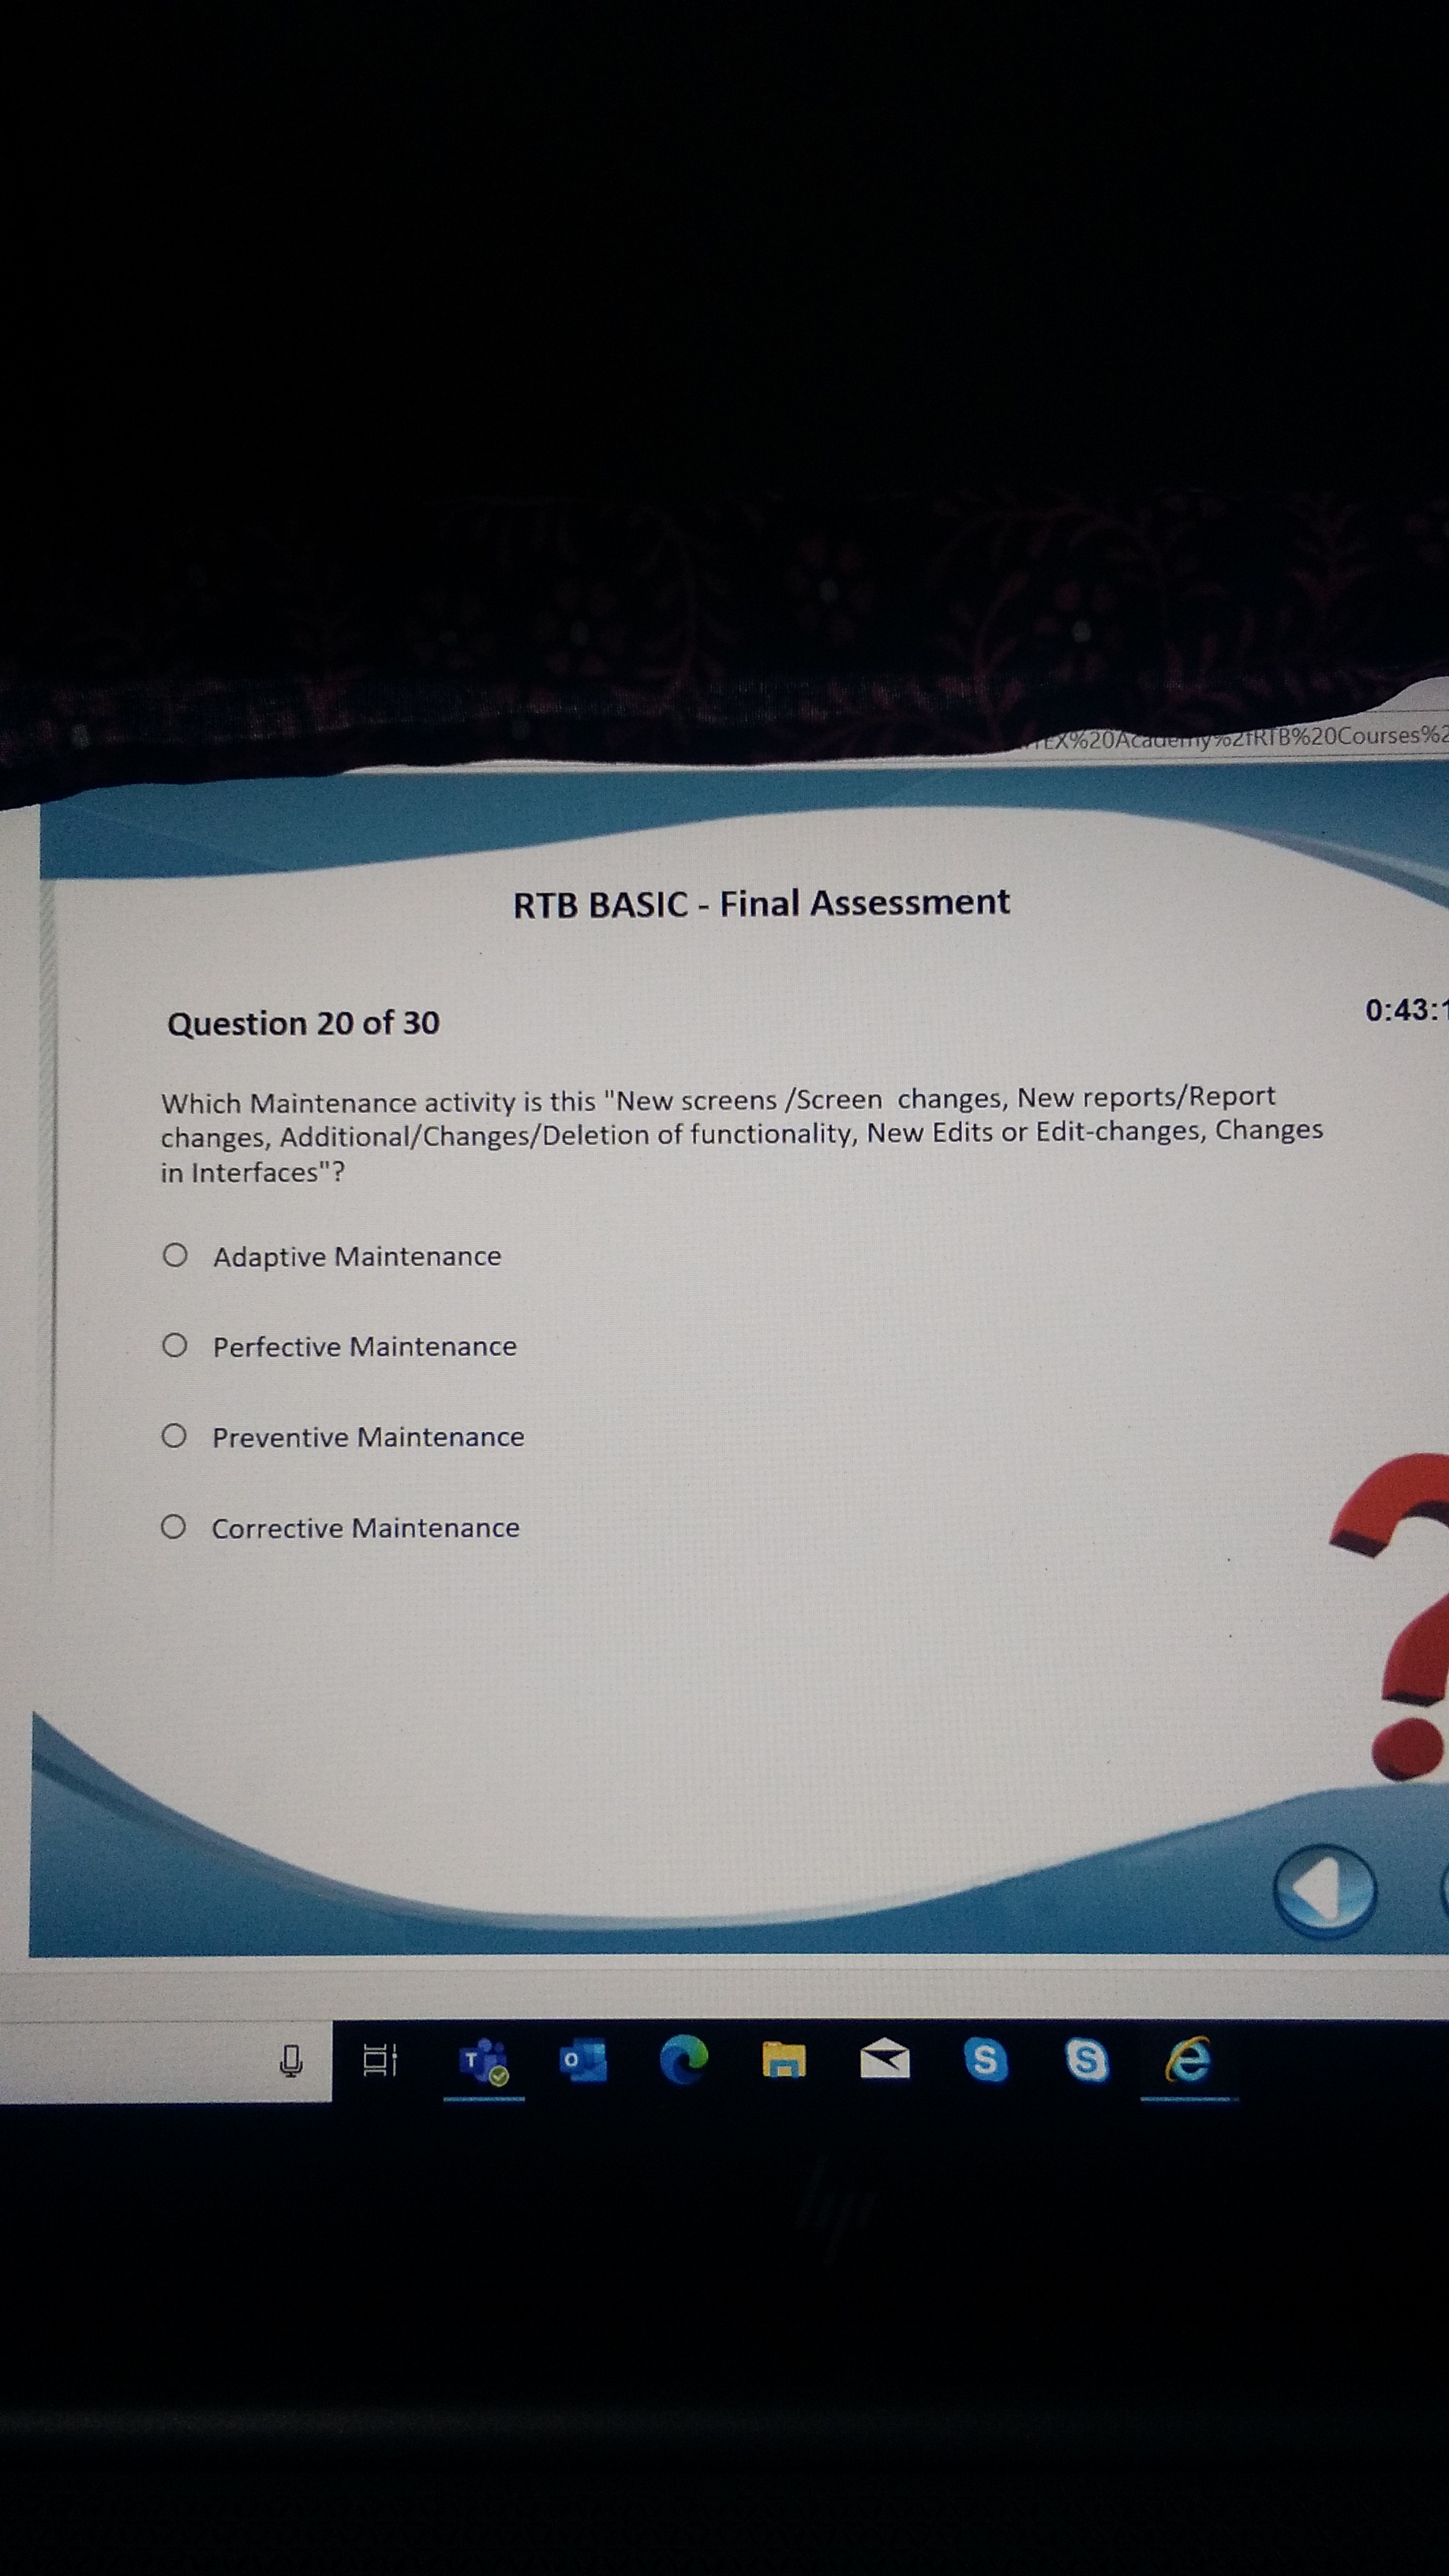 EX%20Academy%2fRTB%20Courses%2
RTB BASIC - Final Assessment
Question 20 of 30
0:43:1
Which Maintenance activity is this "New screens /Screen  changes, New reports/Report
changes, Additional/Changes/Deletion of functionality, New Edits or Edit-changes, Changes
in Interfaces"?
Adaptive Maintenance
Perfective Maintenance
Preventive Maintenance
Corrective Maintenance
hp